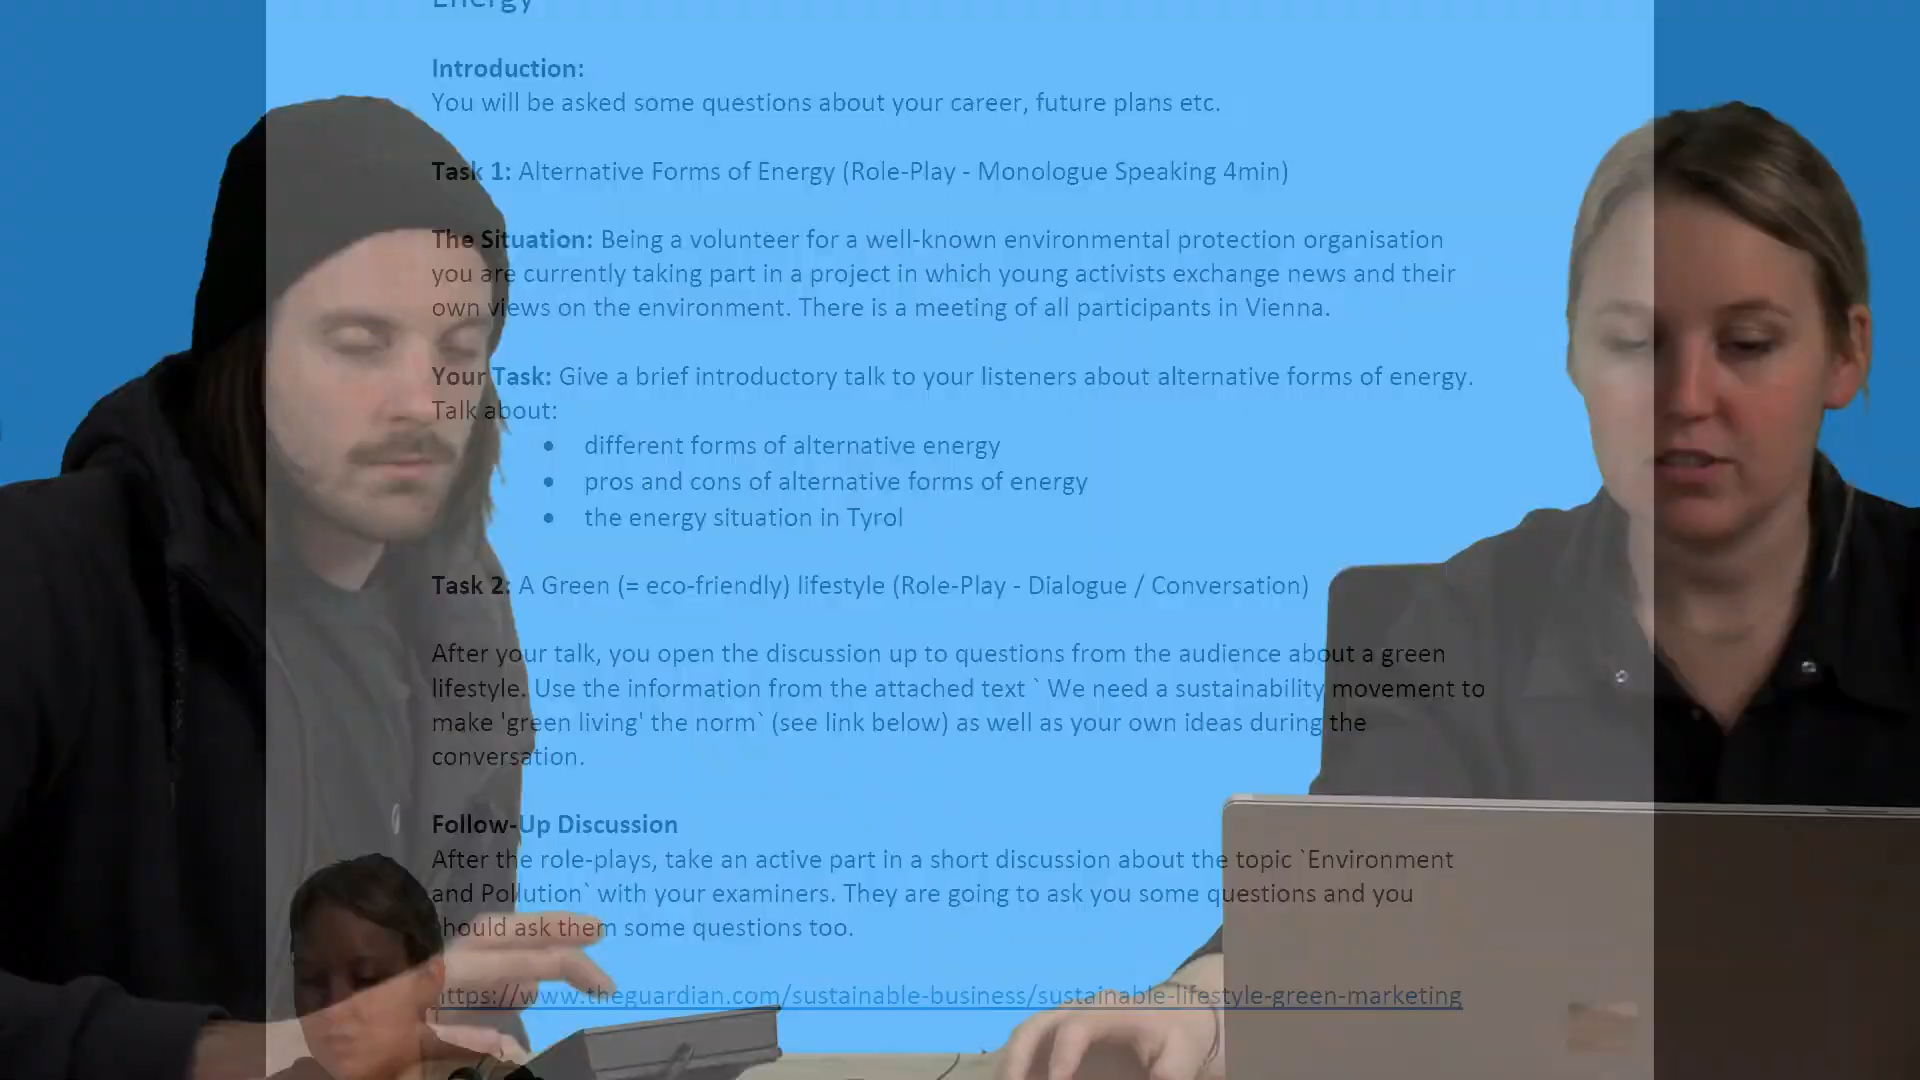 Energy
Introduction:
You will be asked some questions about your career, future plans etc.
Task 1: Alternative Forms of Energy (Role-Play - Monologue Speaking 4min)
The Situation: Being a volunteer for a well-known environmental protection organisation
you are currently taking part in a project in which young activists exchange news and their
own views on the environment. There is a meeting of all participants in Vienna.
Your Task: Give a brief introductory talk to your listeners about alternative forms of energy.
Talk about:
• different forms of alternative energy
• pros and cons of alternative forms of energy
• the energy situation in Tyrol
Task 2: A Green (= eco-friendly) lifestyle (Role-Play - Dialogue / Conversation)
After your talk, you open the discussion up to questions from the audience about a green
lifestyle. Use the information from the attached text ` We need a sustainability movement to
make 'green living' the norm` (see link below) as well as your own ideas during the
conversation.
Follow-Up Discussion
After the role-plays, take an active part in a short discussion about the topic `Environment
and Pollution` with your examiners. They are going to ask you some questions and you
should ask them some questions too.
https://www.theguardian.com/sustainable-business/sustainable-lifestyle-green-marketing